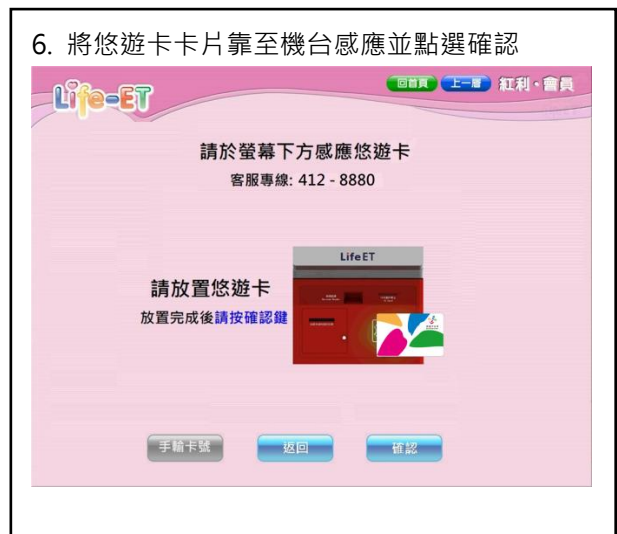 6. 將悠遊卡卡片靠至機台感應並點選確認
Life-ET
回首頁 上一層 紅利·會員
請於螢幕下方感應悠遊卡
客服專線: 412 - 8880
LifeET
請放置悠遊卡
放置完成後請按確認鍵
手輸卡號 返回 確認